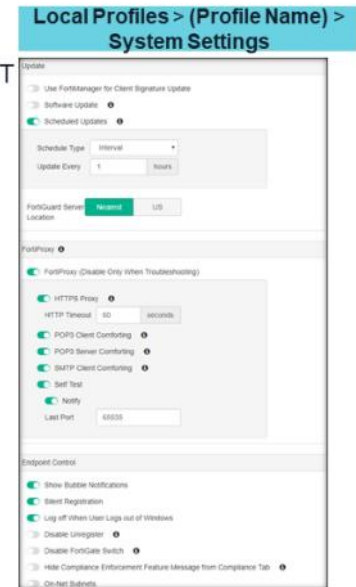 Local Profiles > (Profile Name) >
System Settings
T
Update
Use FortiManager for Client Signature Update
Software Update
Scheduled Updates
Schedule Type Interval
Update Every 1 hours
FortiGuard Server Nearest US
Location
FortiProxy
FortiProxy (Disable Only When Troubleshooting)
HTTPS Proxy
HTTP Timeout 60 seconds
POP3 Client Comforting
POP3 Server Comforting
SMTP Client Comforting
Self Test
Notify
Last Port
Endpoint Control
Show Bubble Notifications
Silent Registration
Log off When User Logs out of Windows
Disable Unregister
Disable FortiGate Switch
Hide Compliance Enforcement Feature Message from Compliance Tab
On-Net Subnets